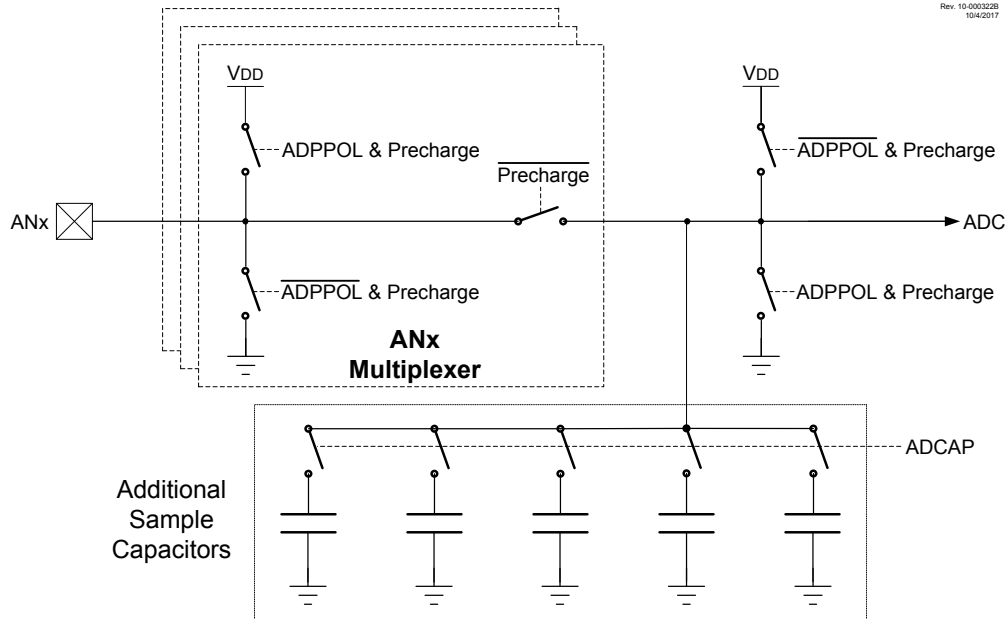 Rev. 10-000322B
10/4/2017
VDD
VDD
ADPPOL & Precharge
ADPPOL & Precharge
Precharge
ANx
ADC
ADPPOL & Precharge
ADPPOL & Precharge
ANx
Multiplexer
ADCAP
Additional
Sample
Capacitors